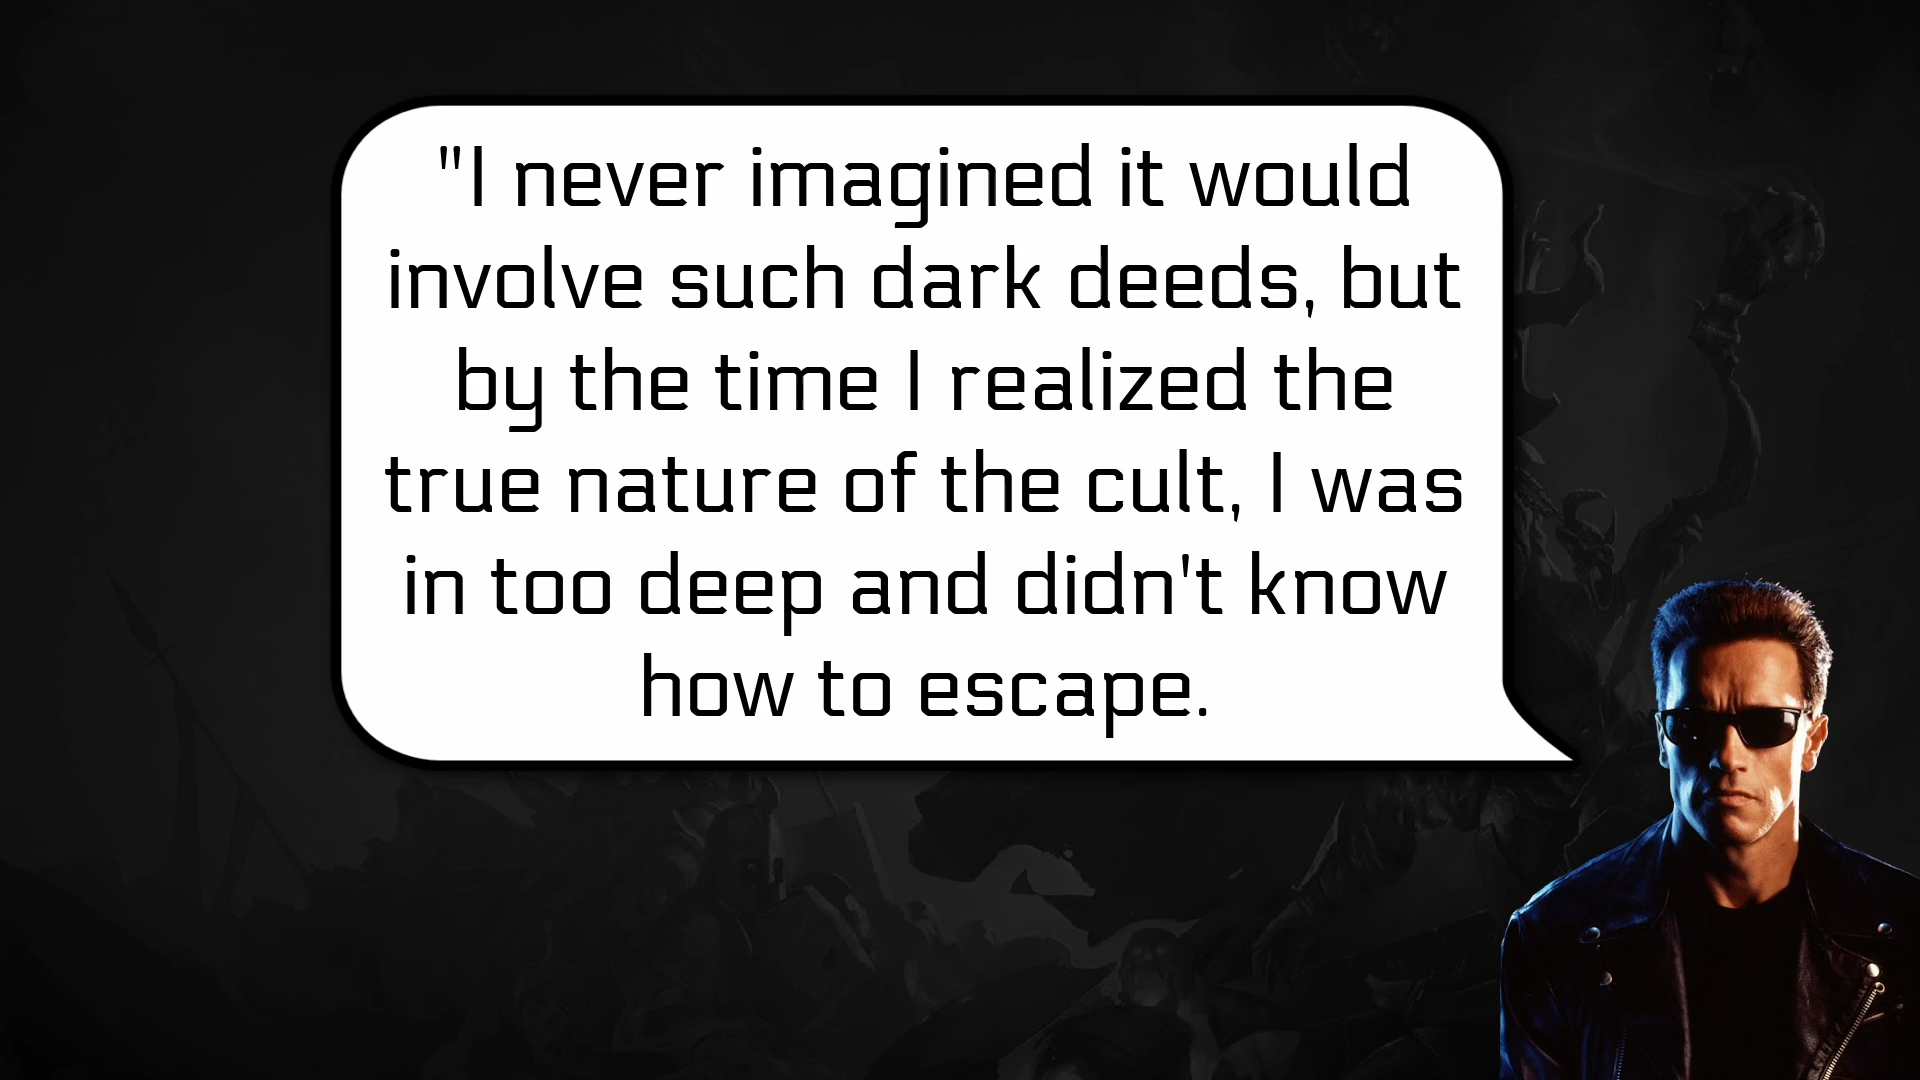 "I never imagined it would
involve such dark deeds, but
by the time I realized the
true nature of the cult, I was
in too deep and didn't know
how to escape.